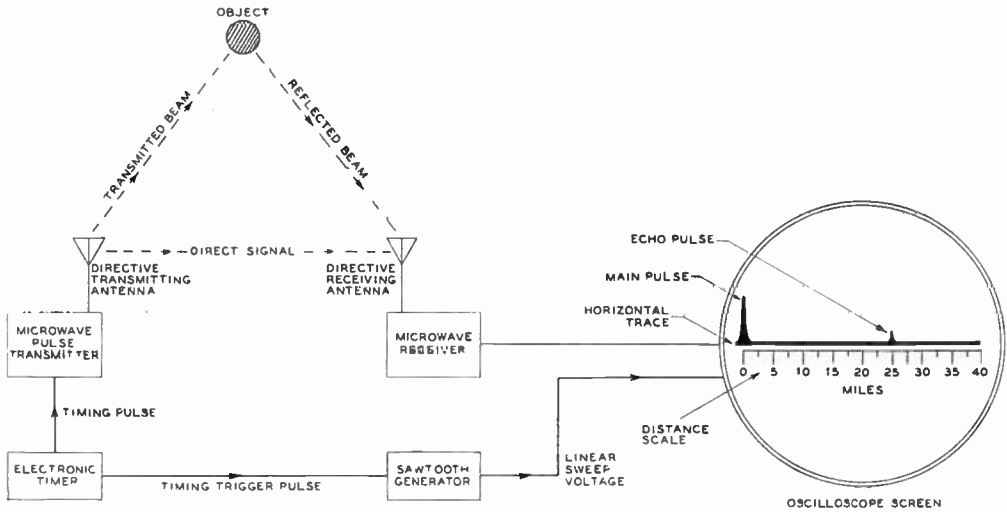 OBJECT
TRANSMITTED BEAM
REFLECTED BEAM
DIRECT SIGNAL
DIRECTIVE
TRANSMITTING
ANTENNA
DIRECTIVE
RECEIVING
ANTENNA
MICROWAVE
PULSE
TRANSMITTER
MICROWAVE
RECEIVER
TIMING PULSE
ELECTRONIC
TIMER
TIMING TRIGGER PULSE
SAWTOOTH
GENERATOR
LINEAR
SWEEP
VOLTAGE
ECHO PULSE
MAIN PULSE
HORIZONTAL
TRACE
0 5 10 15 20 25 30 35 40
MILES
DISTANCE
SCALE
OSCILLOSCOPE SCREEN